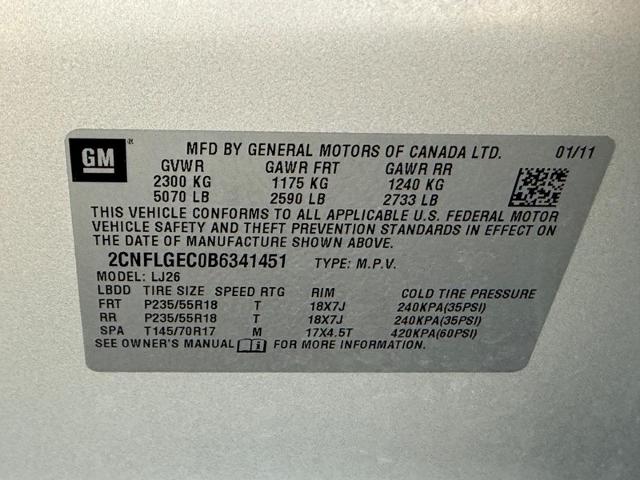 GM ®
MFD BY GENERAL MOTORS OF CANADA LTD. 01/11
GVWR GAWR FRT GAWR RR
2300 KG 1175 KG 1240 KG
5070 LB 2590 LB 2733 LB
THIS VEHICLE CONFORMS TO ALL APPLICABLE U.S. FEDERAL MOTOR
VEHICLE SAFETY AND THEFT PREVENTION STANDARDS IN EFFECT ON
THE DATE OF MANUFACTURE SHOWN ABOVE.
2CNFLGEC0B6341451 TYPE: M.P.V.
MODEL: LJ26
LBDD TIRE SIZE SPEED RTG RIM COLD TIRE PRESSURE
FRT P235/55R18 T 18X7J 240KPA(35PSI)
RR P235/55R18 T 18X7J 240KPA(35PSI)
SPA T145/70R17 M 17X4.5T 420KPA(60PSI)
SEE OWNER'S MANUAL i FOR MORE INFORMATION.